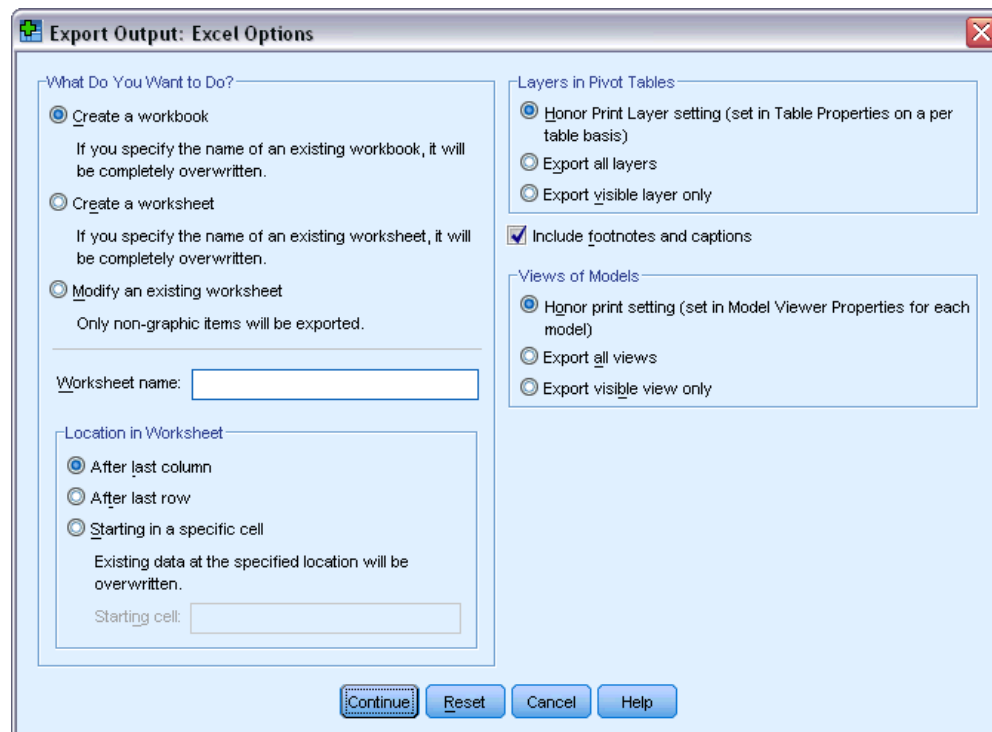 Export Output: Excel Options
What Do You Want to Do?
Create a workbook
If you specify the name of an existing workbook, it will
be completely overwritten.
Create a worksheet
If you specify the name of an existing worksheet, it will
be completely overwritten.
Modify an existing worksheet
Only non-graphic items will be exported.
Worksheet name:
Location in Worksheet
After last column
After last row
Starting in a specific cell
Existing data at the specified location will be
overwritten.
Starting cell:
Layers in Pivot Tables
Honor Print Layer setting (set in Table Properties on a per
table basis)
Export all layers
Export visible layer only
Include footnotes and captions
Views of Models
Honor print setting (set in Model Viewer Properties for each
model)
Export all views
Export visible view only
Continue Reset Cancel Help